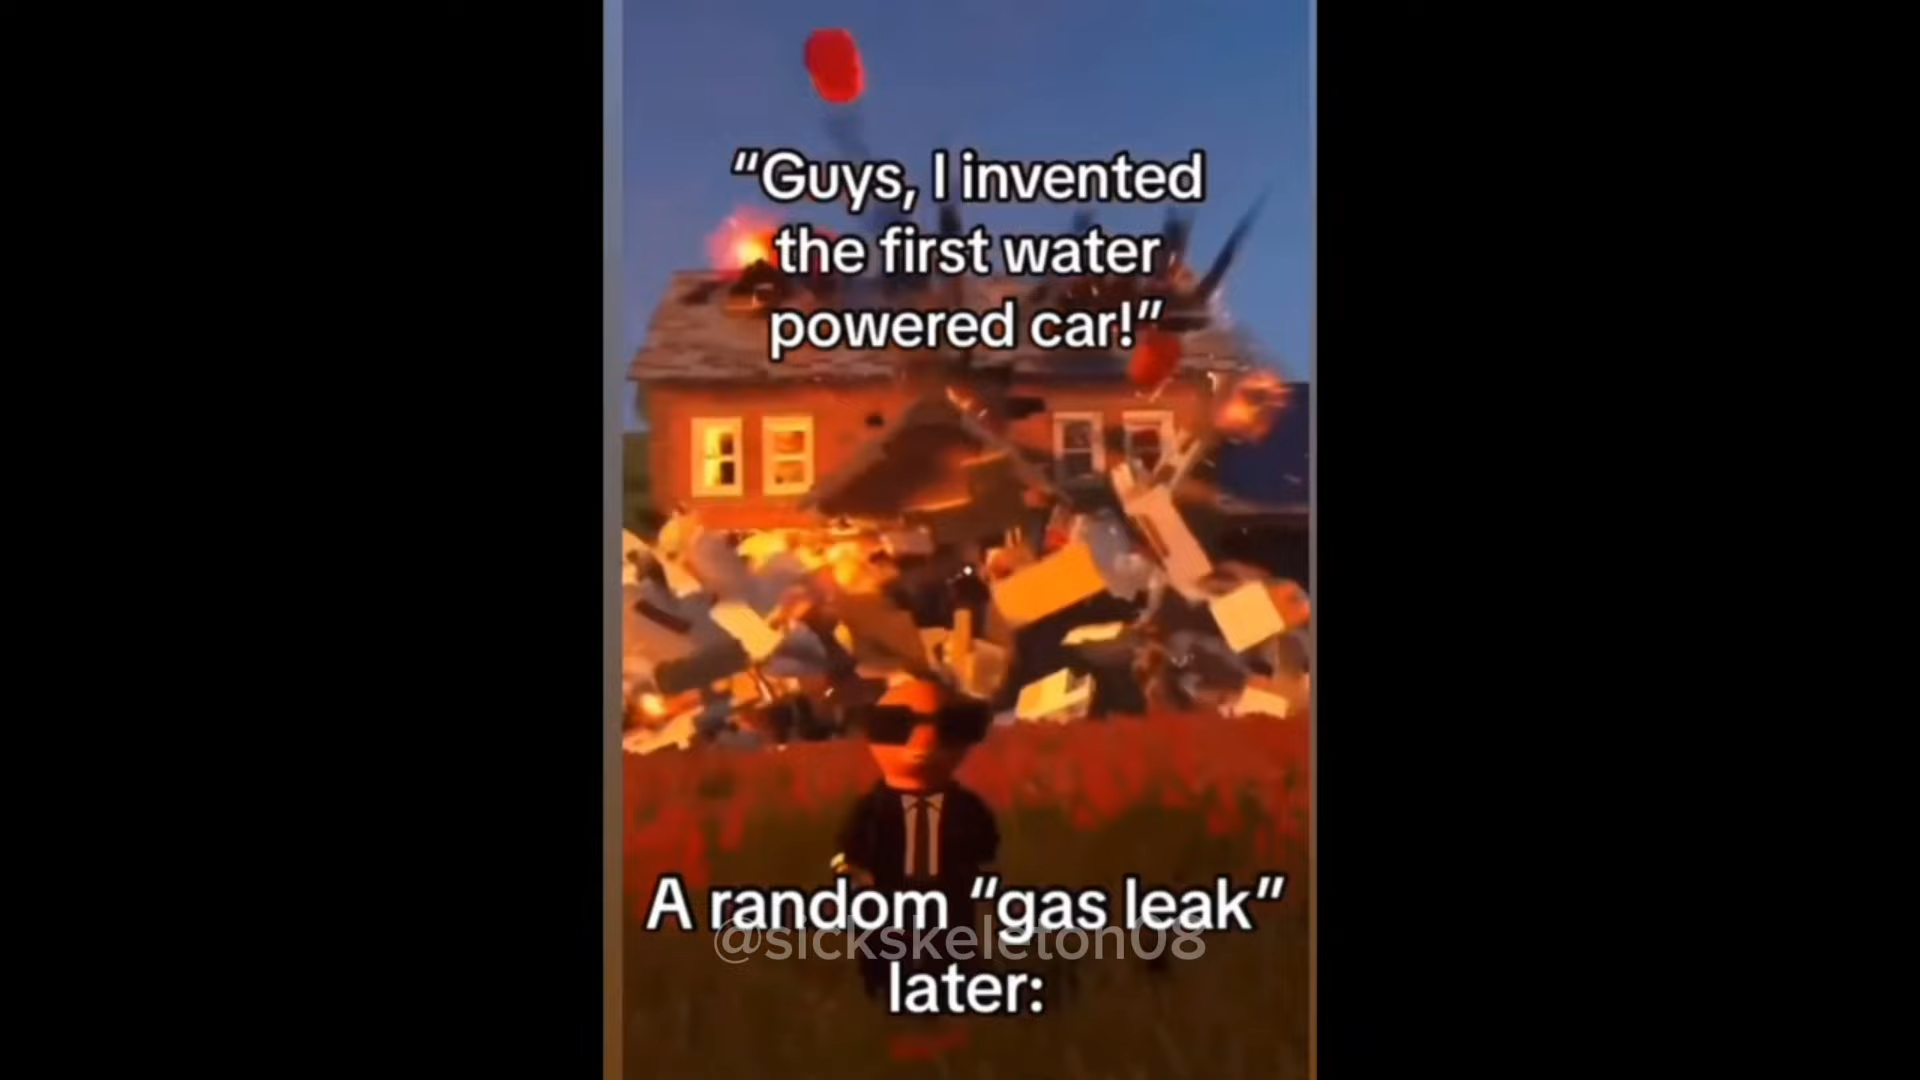 “Guys, I invented
the first water
powered car!”
A random “gas leak”
@sickskeleton08
later: